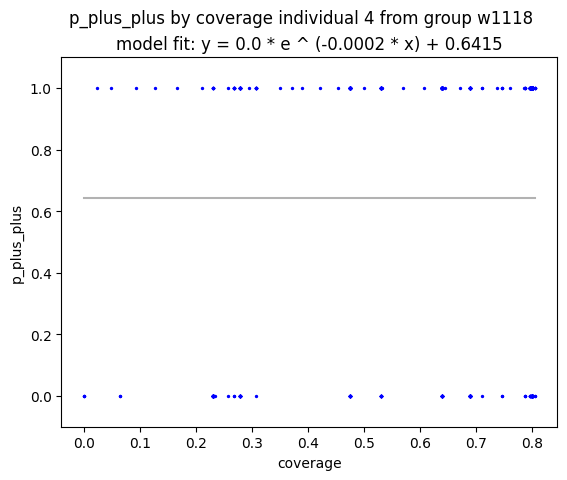 p_plus_plus by coverage individual 4 from group w1118
model fit: y = 0.0 * e ^ (-0.0002 * x) + 0.6415
1.0
0.8
0.6
0.4
0.2
0.0
p_plus_plus
0.0 0.1 0.2 0.3 0.4 0.5 0.6 0.7 0.8
coverage